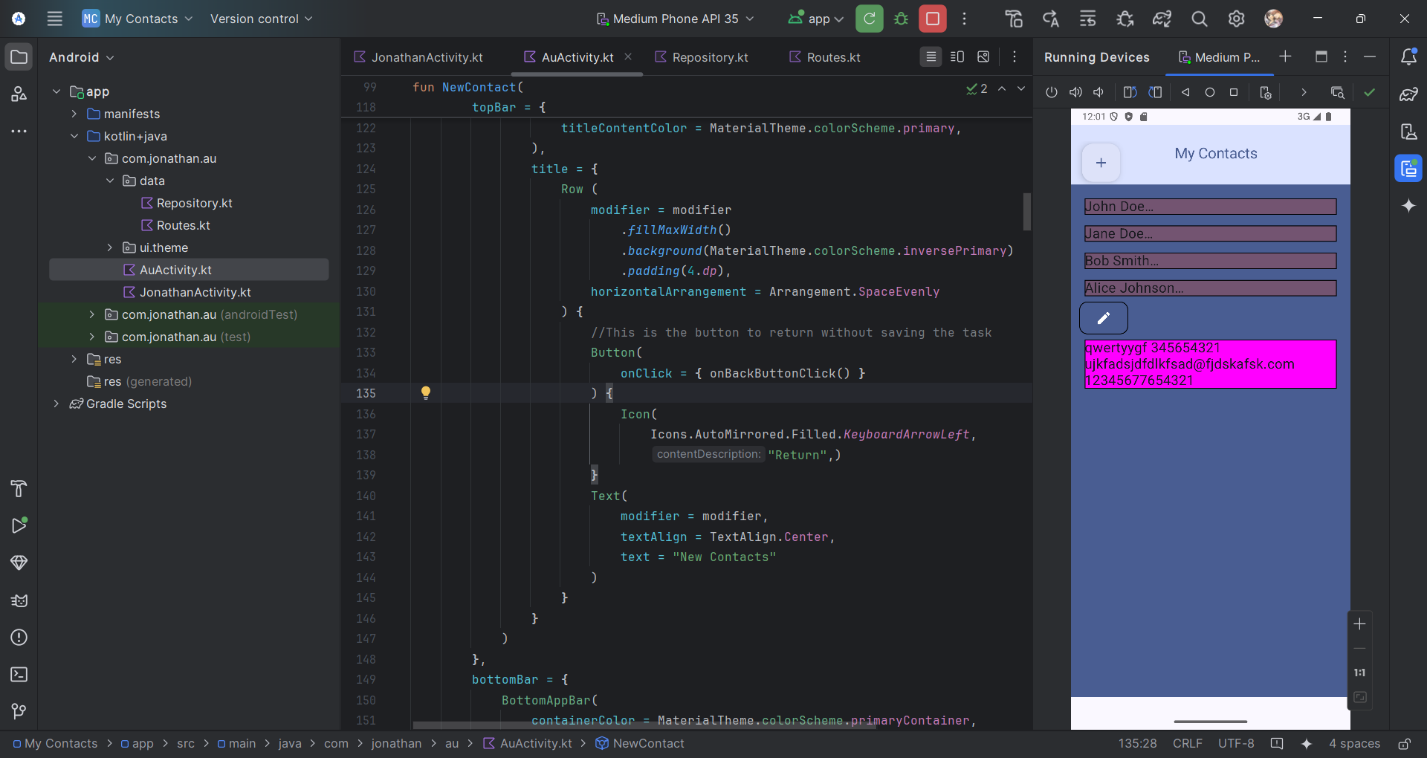 MC My Contacts Version control Medium Phone API 35 app
Android
app
manifests
kotlin+java
com.jonathan.au
data
Repository.kt
Routes.kt
ui.theme
AuActivity.kt
JonathanActivity.kt
com.jonathan.au (androidTest)
com.jonathan.au (test)
res
res (generated)
Gradle Scripts
JonathanActivity.kt AuActivity.kt Repository.kt Routes.kt
99 fun NewContact( 2
118 topBar = {
122 titleContentColor = MaterialTheme.colorScheme.primary,
123 ),
124 title = {
125 Row (
126 modifier = modifier
127 .fillMaxWidth()
128 .background(MaterialTheme.colorScheme.inversePrimary)
129 .padding(4.dp),
130 horizontalArrangement = Arrangement.SpaceEvenly
131 ) {
132 //This is the button to return without saving the task
133 Button(
134 onClick = { onBackButtonClick() }
135 ) {
136 Icon(
137 Icons.AutoMirrored.Filled.KeyboardArrowLeft,
138 contentDescription: "Return",)
139 }
140 Text(
141 modifier = modifier,
142 textAlign = TextAlign.Center,
143 text = "New Contacts"
144 )
145 }
146 }
147 )
148 },
149 bottomBar = {
150 BottomAppBar(
151 containerColor = MaterialTheme.colorScheme.primaryContainer,
Running Devices Medium P...
12:01 3G
+ My Contacts
John Doe...
Jane Doe...
Bob Smith...
Alice Johnson...
qwertyygf 345654321
ujkfadsjdfdlkfsad@fjdskafsk.com
12345677654321
1:1
My Contacts > app > src > main > java > com > jonathan > au > AuActivity.kt > NewContact 135:28 CRLF UTF-8 4 spaces